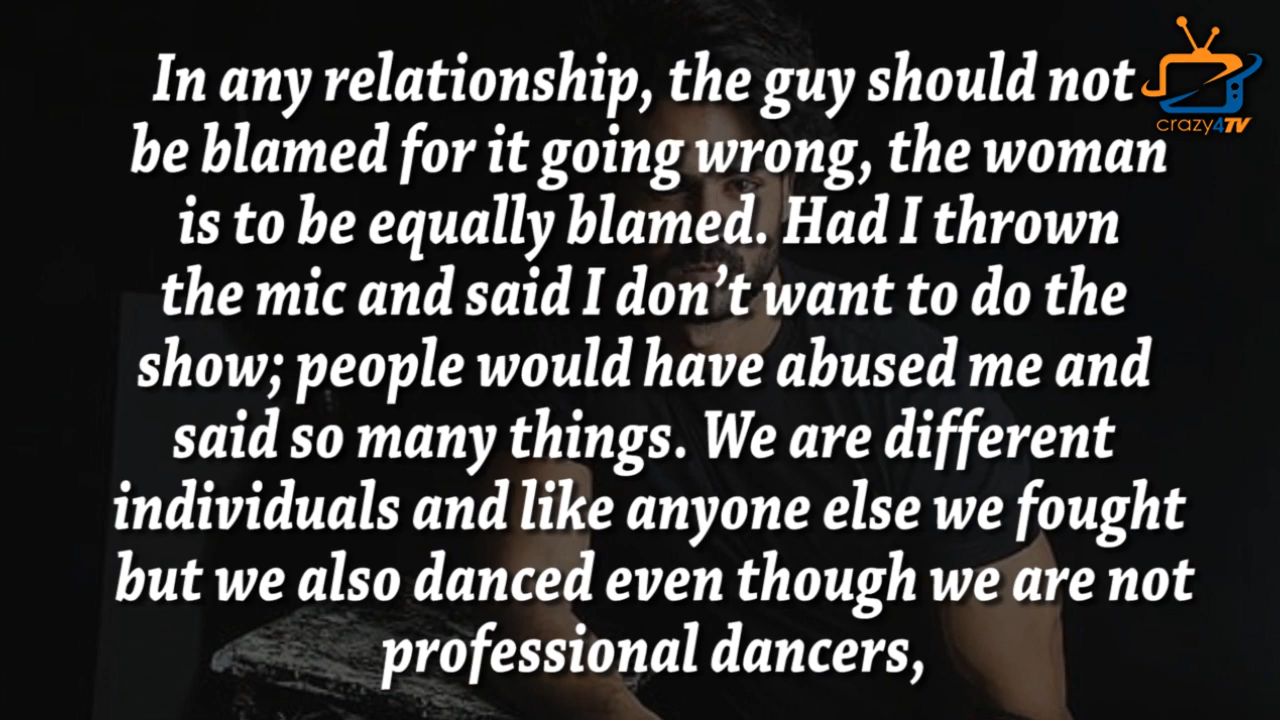 In any relationship, the guy should not
be blamed for it going wrong, the woman
is to be equally blamed. Had I thrown
the mic and said I don’t want to do the
show; people would have abused me and
said so many things. We are different
individuals and like anyone else we fought
but we also danced even though we are not
professional dancers,
crazy4TV